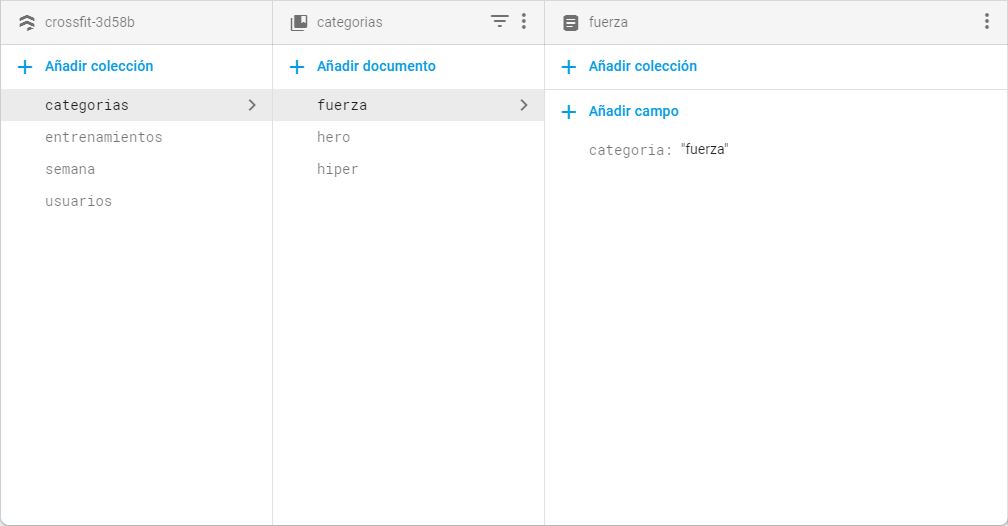 crossfit-3d58b
categorias
fuerza
Añadir colección
Añadir documento
Añadir colección
categorias
fuerza
Añadir campo
entrenamientos
hero
categoria: "fuerza"
semana
hiper
usuarios